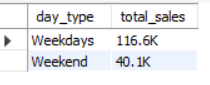 day_type total_sales
Weekdays 116.6K
Weekend 40.1K